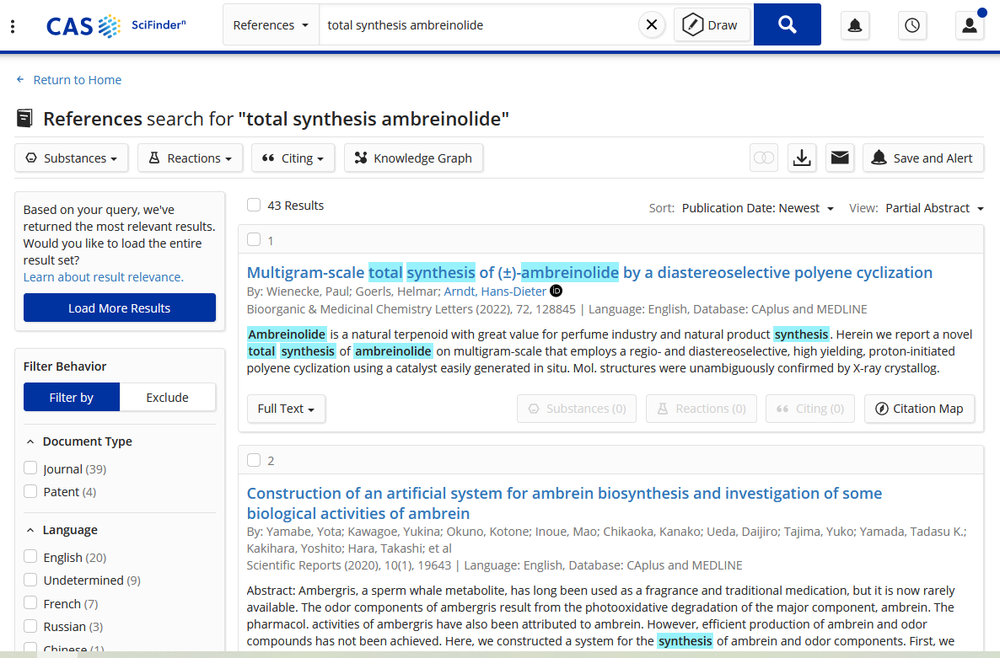 CAS SciFinderⁿ References total synthesis ambreinolide Draw
Return to Home
References search for "total synthesis ambreinolide"
Substances Reactions Citing Knowledge Graph Save and Alert
Based on your query, we've
returned the most relevant results.
Would you like to load the entire
result set?
Learn about result relevance.
Load More Results
Filter Behavior
Filter by Exclude
Document Type
Journal (39)
Patent (4)
Language
English (20)
Undetermined (9)
French (7)
Russian (3)
Chinese (1)
43 Results Sort: Publication Date: Newest View: Partial Abstract
1
Multigram-scale total synthesis of (±)-ambreinolide by a diastereoselective polyene cyclization
By: Wienecke, Paul; Goerls, Helmar; Arndt, Hans-Dieter iD
Bioorganic & Medicinal Chemistry Letters (2022), 72, 128845 | Language: English, Database: CAplus and MEDLINE
Ambreinolide is a natural terpenoid with great value for perfume industry and natural product synthesis. Herein we report a novel
total synthesis of ambreinolide on multigram-scale that employs a regio- and diastereoselective, high yielding, proton-initiated
polyene cyclization using a catalyst easily generated in situ. Mol. structures were unambiguously confirmed by X-ray crystallog.
Full Text Substances (0) Reactions (0) Citing (0) Citation Map
2
Construction of an artificial system for ambrein biosynthesis and investigation of some
biological activities of ambrein
By: Yamabe, Yota; Kawagoe, Yukina; Okuno, Kotone; Inoue, Mao; Chikaoka, Kanako; Ueda, Daijiro; Tajima, Yuko; Yamada, Tadasu K.;
Kakihara, Yoshito; Hara, Takashi; et al
Scientific Reports (2020), 10(1), 19643 | Language: English, Database: CAplus and MEDLINE
Abstract: Ambergris, a sperm whale metabolite, has long been used as a fragrance and traditional medication, but it is now rarely
available. The odor components of ambergris result from the photooxidative degradation of the major component, ambrein. The
pharmacol. activities of ambergris have also been attributed to ambrein. However, efficient production of ambrein and odor
compounds has not been achieved. Here, we constructed a system for the synthesis of ambrein and odor components. First, we